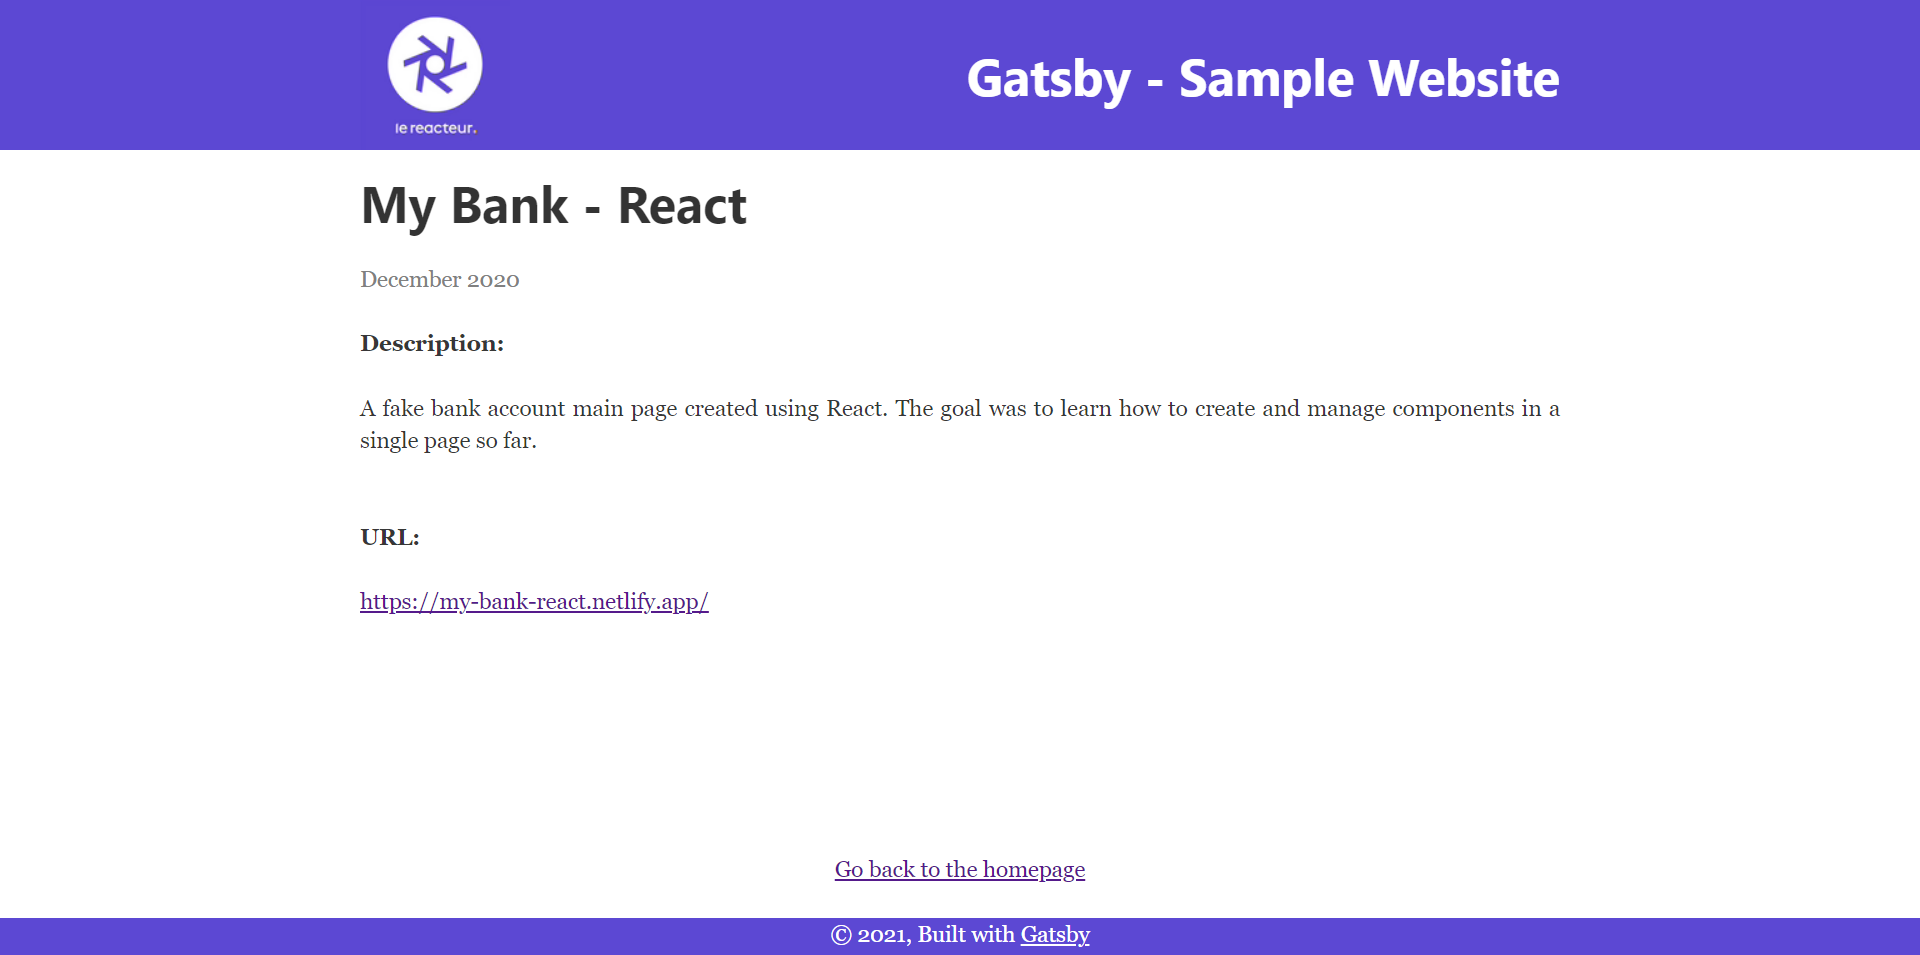 le reacteur.
Gatsby - Sample Website
My Bank - React
December 2020
Description:
A fake bank account main page created using React. The goal was to learn how to create and manage components in a
single page so far.
URL:
https://my-bank-react.netlify.app/
Go back to the homepage
© 2021, Built with Gatsby